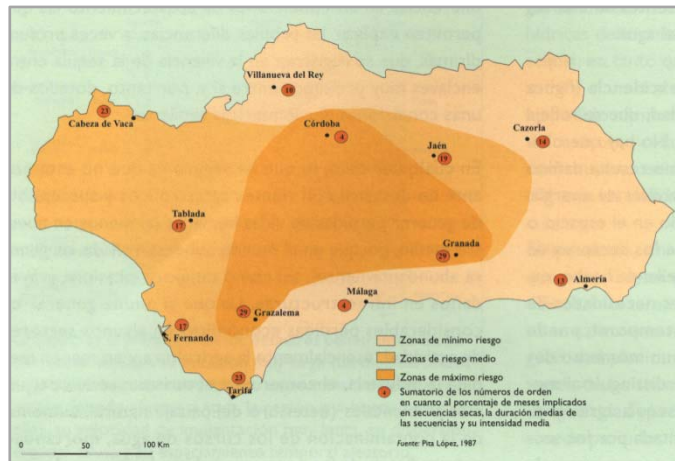 Villanueva del Rey
10
23
Cabeza de Vaca
Córdoba
4
Cazorla
14
Jaén
19
Tablada
17
Granada
29
Almería
13
Málaga
4
29
Grazalema
17
S. Fernando
23
Tarifa
Zonas de mínimo riesgo
Zonas de riesgo medio
Zonas de máximo riesgo
4
Sumatorio de los números de orden
en cuanto al porcentaje de meses implicados
en secuencias secas, la duración medias de
las secuencias y su intensidad media
0 50 100 Km
Fuente: Pita López, 1987